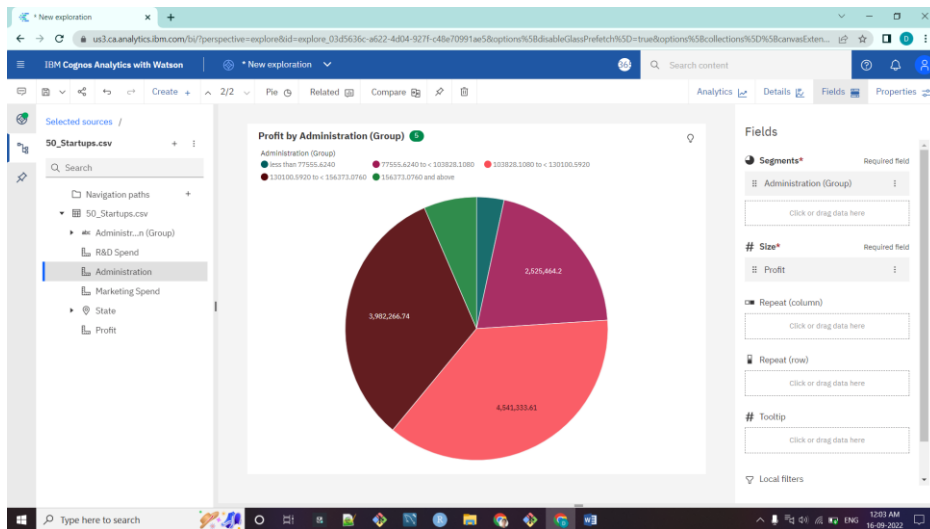 * New exploration
us3.ca.analytics.ibm.com/bi/?perspective=explore&id=explore_03d5636c-a622-4d04-927f-c48e70991ae5&options%5BdisableGlassPrefetch%5D=true&options%5Bcollections%5D%5BcanvasExten...
IBM Cognos Analytics with Watson
* New exploration
Search content
Create +
2/2
Pie
Related
Compare
Analytics
Details
Fields
Properties
Selected sources /
50_Startups.csv
Search
Navigation paths
50_Startups.csv
abc Administr...n (Group)
R&D Spend
Administration
Marketing Spend
State
Profit
Profit by Administration (Group) 5
Administration (Group)
less than 77555.6240
77555.6240 to < 103828.1080
103828.1080 to < 130100.5920
130100.5920 to < 156373.0760
156373.0760 and above
2,525,464.2
3,982,266.74
4,541,333.61
Fields
Segments*
Required field
Administration (Group)
Click or drag data here
# Size*
Required field
Profit
Repeat (column)
Click or drag data here
Repeat (row)
Click or drag data here
# Tooltip
Click or drag data here
Local filters
Type here to search
ENG
12:03 AM
16-09-2022